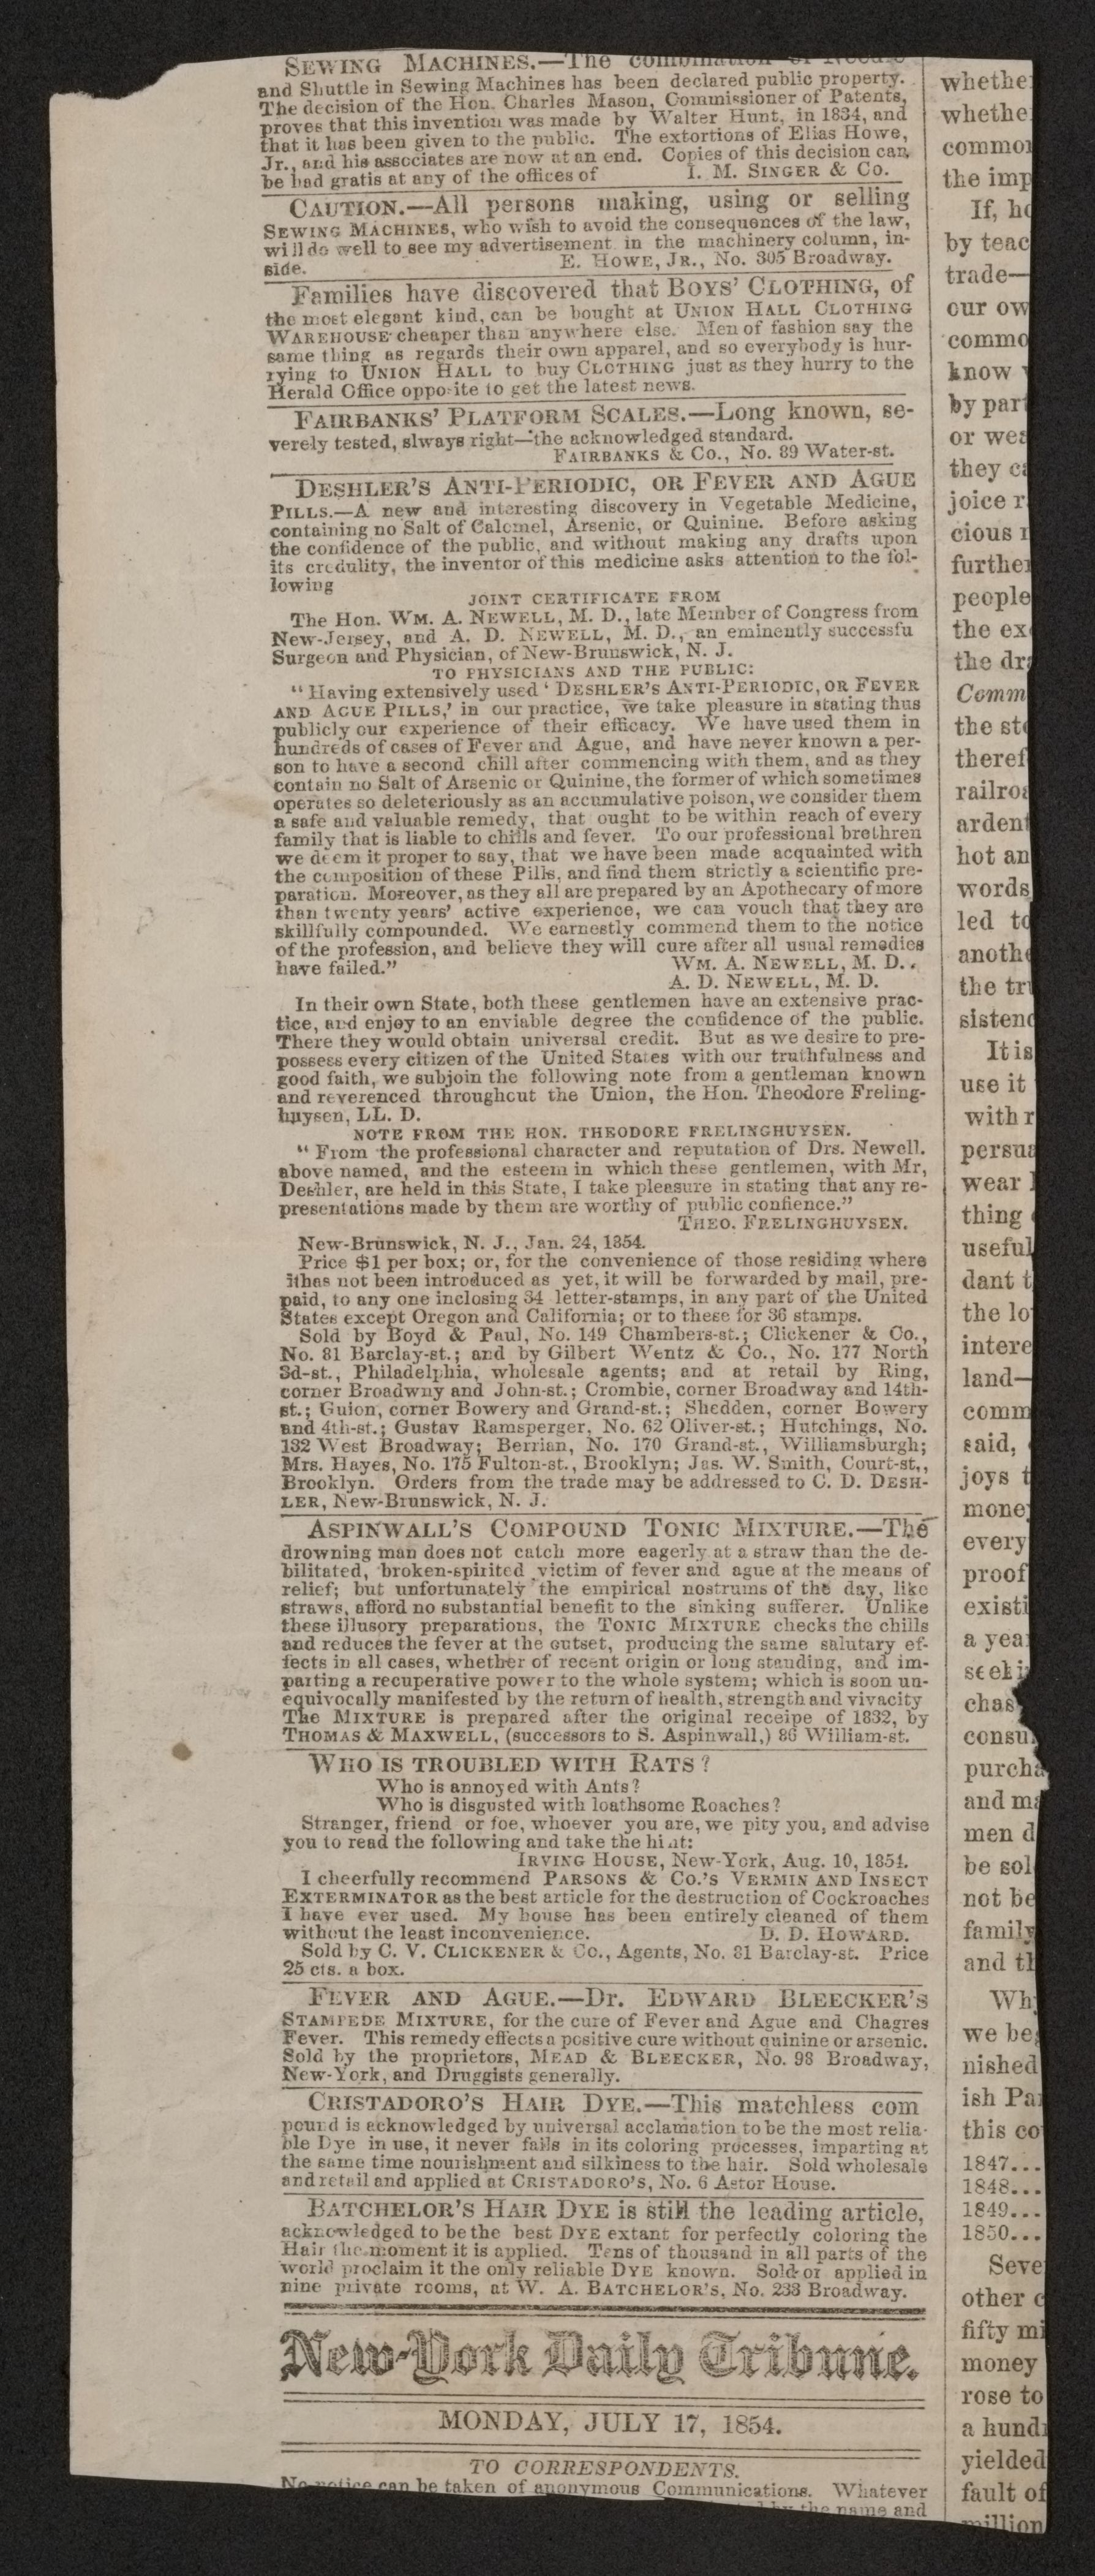 SEWING MACHINES.—The combination of Needle
and Shuttle in Sewing Machines has been declared public property.
The decision of the Hon. Charles Mason, Commissioner of Patents,
proves that this invention was made by Walter Hunt, in 1834, and
that it has been given to the public. The extortions of Elias Howe,
Jr., and his associates are now at an end. Copies of this decision can
be had gratis at any of the offices of I. M. SINGER & Co.
CAUTION.—All persons making, using or selling
SEWING MACHINES, who wish to avoid the consequences of the law,
will do well to see my advertisement in the machinery column, in-
side. E. HOWE, JR., No. 305 Broadway.
Families have discovered that BOYS' CLOTHING, of
the most elegant kind, can be bought at UNION HALL CLOTHING
WAREHOUSE cheaper than anywhere else. Men of fashion say the
same thing as regards their own apparel, and so everybody is hur-
rying to UNION HALL to buy CLOTHING just as they hurry to the
Herald Office opposite to get the latest news.
FAIRBANKS' PLATFORM SCALES.—Long known, se-
verely tested, slways right—the acknowledged standard.
FAIRBANKS & Co., No. 89 Water-st.
DESHLER'S ANTI-PERIODIC, OR FEVER AND AGUE
PILLS.—A new and interesting discovery in Vegetable Medicine,
containing no Salt of Calomel, Arsenic, or Quinine. Before asking
the confidence of the public, and without making any drafts upon
its credulity, the inventor of this medicine asks attention to the fol-
lowing
JOINT CERTIFICATE FROM
The Hon. WM. A. NEWELL, M. D., late Member of Congress from
New-Jersey, and A. D. NEWELL, M. D., an eminently successfu
Surgeon and Physician, of New-Brunswick, N. J.
TO PHYSICIANS AND THE PUBLIC:
"Having extensively used 'DESHLER'S ANTI-PERIODIC, OR FEVER
AND AGUE PILLS,' in our practice, we take pleasure in stating thus
publicly our experience of their efficacy. We have used them in
hundreds of cases of Fever and Ague, and have never known a per-
son to have a second chill after commencing with them, and as they
contain no Salt of Arsenic or Quinine, the former of which sometimes
operates so deleteriously as an accumulative poison, we consider them
a safe and valuable remedy, that ought to be within reach of every
family that is liable to chills and fever. To our professional brethren
we deem it proper to say, that we have been made acquainted with
the composition of these Pills, and find them strictly a scientific pre-
paration. Moreover, as they all are prepared by an Apothecary of more
than twenty years' active experience, we can vouch that they are
skillfully compounded. We earnestly commend them to the notice
of the profession, and believe they will cure after all usual remedies
have failed." WM. A. NEWELL, M. D.,
A. D. NEWELL, M. D.
In their own State, both these gentlemen have an extensive prac-
tice, and enjoy to an enviable degree the confidence of the public.
There they would obtain universal credit. But as we desire to pre-
possess every citizen of the United States with our truthfulness and
good faith, we subjoin the following note from a gentleman known
and reverenced throughout the Union, the Hon. Theodore Freling-
huysen, LL. D.
NOTE FROM THE HON. THEODORE FRELINGHUYSEN.
"From the professional character and reputation of Drs. Newell.
above named, and the esteem in which these gentlemen, with Mr,
Deshler, are held in this State, I take pleasure in stating that any re-
presentations made by them are worthy of public confience."
THEO. FRELINGHUYSEN.
New-Brunswick, N. J., Jan. 24, 1854.
Price $1 per box; or, for the convenience of those residing where
ithas not been introduced as yet, it will be forwarded by mail, pre-
paid, to any one inclosing 34 letter-stamps, in any part of the United
States except Oregon and California; or to these for 36 stamps.
Sold by Boyd & Paul, No. 149 Chambers-st.; Clickener & Co.,
No. 81 Barclay-st.; and by Gilbert Wentz & Co., No. 177 North
3d-st., Philadelphia, wholesale agents; and at retail by Ring,
corner Broadwny and John-st.; Crombie, corner Broadway and 14th-
st.; Guion, corner Bowery and Grand-st.; Shedden, corner Bowery
and 4th-st.; Gustav Ramsperger, No. 62 Oliver-st.; Hutchings, No.
132 West Broadway; Berrian, No. 170 Grand-st., Williamsburgh;
Mrs. Hayes, No. 175 Fulton-st., Brooklyn; Jas. W. Smith, Court-st.,
Brooklyn. Orders from the trade may be addressed to C. D. DESH-
LER, New-Brunswick, N. J.
ASPINWALL'S COMPOUND TONIC MIXTURE.—The
drowning man does not catch more eagerly at a straw than the de-
bilitated, broken-spirited victim of fever and ague at the means of
relief; but unfortunately the empirical nostrums of the day, like
straws, afford no substantial benefit to the sinking sufferer. Unlike
these illusory preparations, the TONIC MIXTURE checks the chills
and reduces the fever at the outset, producing the same salutary ef-
fects in all cases, whether of recent origin or long standing, and im-
parting a recuperative power to the whole system; which is soon un-
equivocally manifested by the return of health, strength and vivacity
The MIXTURE is prepared after the original receipe of 1832, by
THOMAS & MAXWELL, (successors to S. Aspinwall,) 86 William-st.
WHO IS TROUBLED WITH RATS?
Who is annoyed with Ants?
Who is disgusted with loathsome Roaches?
Stranger, friend or foe, whoever you are, we pity you, and advise
you to read the following and take the hint:
IRVING HOUSE, New-York, Aug. 10, 1854.
I cheerfully recommend PARSONS & Co.'s VERMIN AND INSECT
EXTERMINATOR as the best article for the destruction of Cockroaches
I have ever used. My house has been entirely cleaned of them
without the least inconvenience. D. D. HOWARD.
Sold by C. V. CLICKENER & Co., Agents, No. 81 Barclay-st. Price
25 cts. a box.
FEVER AND AGUE.—Dr. EDWARD BLEECKER'S
STAMPEDE MIXTURE, for the cure of Fever and Ague and Chagres
Fever. This remedy effects a positive cure without quinine or arsenic.
Sold by the proprietors, MEAD & BLEECKER, No. 98 Broadway,
New-York, and Druggists generally.
CRISTADORO'S HAIR DYE.—This matchless com
pound is acknowledged by universal acclamation to be the most relia-
ble Dye in use, it never fails in its coloring processes, imparting at
the same time nourishment and silkiness to the hair. Sold wholesale
and retail and applied at CRISTADORO'S, No. 6 Astor House.
BATCHELOR'S HAIR DYE is still the leading article,
acknowledged to be the best DYE extant for perfectly coloring the
Hair the moment it is applied. Tens of thousand in all parts of the
world proclaim it the only reliable DYE known. Sold or applied in
nine private rooms, at W. A. BATCHELOR'S, No. 233 Broadway.
New-York Daily Tribune.
MONDAY, JULY 17, 1854.
TO CORRESPONDENTS.
No notice can be taken of anonymous Communications. Whatever
by the name and
whethe
whethe
commo
the imp
If, ho
by teac
trade—
our ow
commo
know
by part
or wes
they ca
joice r
cious
further
people
the ex
the dra
Comm
the sto
theref
railroa
ardent
hot an
words
led to
anothe
the tru
sistenc
It is
use it
with r
persua
wear
thing
useful
dant t
the lo
intere
land—
comm
said,
joys t
money
every
proof
existi
a year
seeki
chas
consu
purcha
and ma
men d
be sol
not be
family
and th
Why
we beg
nished
ish Par
this co
1847...
1848...
1849...
1850...
Seve
other c
fifty mi
money
rose to
a hundr
yielded
fault of
million